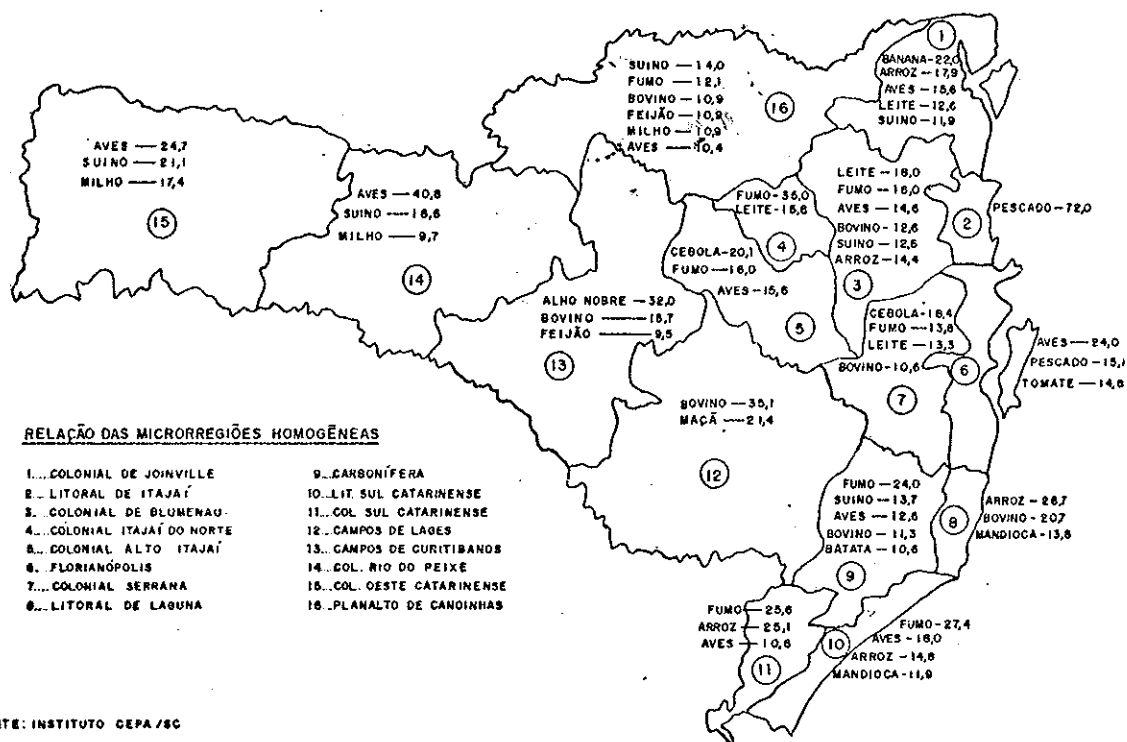 1
BANANA-22,0
ARROZ-17,9
AVES-15,6
LEITE-12,6
SUINO-11,9
SUINO — 14,0
FUMO — 12,1
BOVINO — 10,9
FEIJÃO — 10,9
MILHO — 10,9
AVES — 10,4
16
AVES — 24,7
SUINO — 21,1
MILHO — 17,4
15
AVES — 40,8
SUINO — 16,6
MILHO — 9,7
14
FUMO-35,0
LEITE-15,6
4
LEITE-18,0
FUMO-16,0
AVES-14,6
BOVINO-12,6
SUINO-12,5
ARROZ-14,4
3
2
PESCADO-72,0
CEBOLA-20,1
FUMO-16,0
AVES-15,6
5
ALHO NOBRE — 32,0
BOVINO — 15,7
FEIJÃO — 9,5
13
CEBOLA-18,4
FUMO-13,8
LEITE-13,3
BOVINO-10,6
7
6
AVES — 24,0
PESCADO-15,1
TOMATE-14,6
BOVINO — 35,1
MAÇÃ — 21,4
12
FUMO — 24,0
SUINO — 13,7
AVES — 12,6
BOVINO — 11,3
BATATA — 10,6
9
8
ARROZ — 26,7
BOVINO — 20,7
MANDIOCA-13,8
FUMO — 25,6
ARROZ — 25,1
AVES — 10,6
11
10
FUMO-27,4
AVES-18,0
ARROZ-14,8
MANDIOCA-11,9
RELAÇÃO DAS MICRORREGIÕES HOMOGÊNEAS
1.... COLONIAL DE JOINVILLE
2... LITORAL DE ITAJAÍ
3... COLONIAL DE BLUMENAU
4... COLONIAL ITAJAÍ DO NORTE
5... COLONIAL ALTO ITAJAÍ
6... FLORIANÓPOLIS
7... COLONIAL SERRANA
8... LITORAL DE LAGUNA
9... CARBONÍFERA
10... LIT. SUL CATARINENSE
11... COL SUL CATARINENSE
12... CAMPOS DE LAGES
13... CAMPOS DE CURITIBANOS
14... COL. RIO DO PEIXE
15... COL. OESTE CATARINENSE
16... PLANALTO DE CANOINHAS
TE: INSTITUTO CEPA/SC